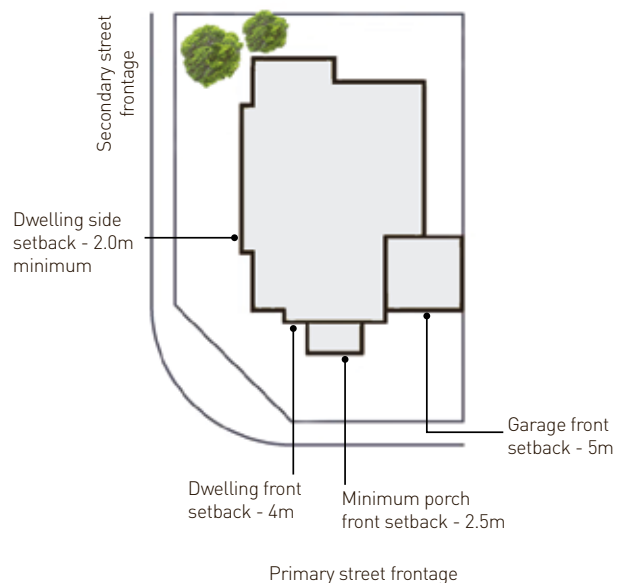 Secondary street
frontage
Dwelling side
setback - 2.0m
minimum
Garage front
setback - 5m
Dwelling front
setback - 4m
Minimum porch
front setback - 2.5m
Primary street frontage